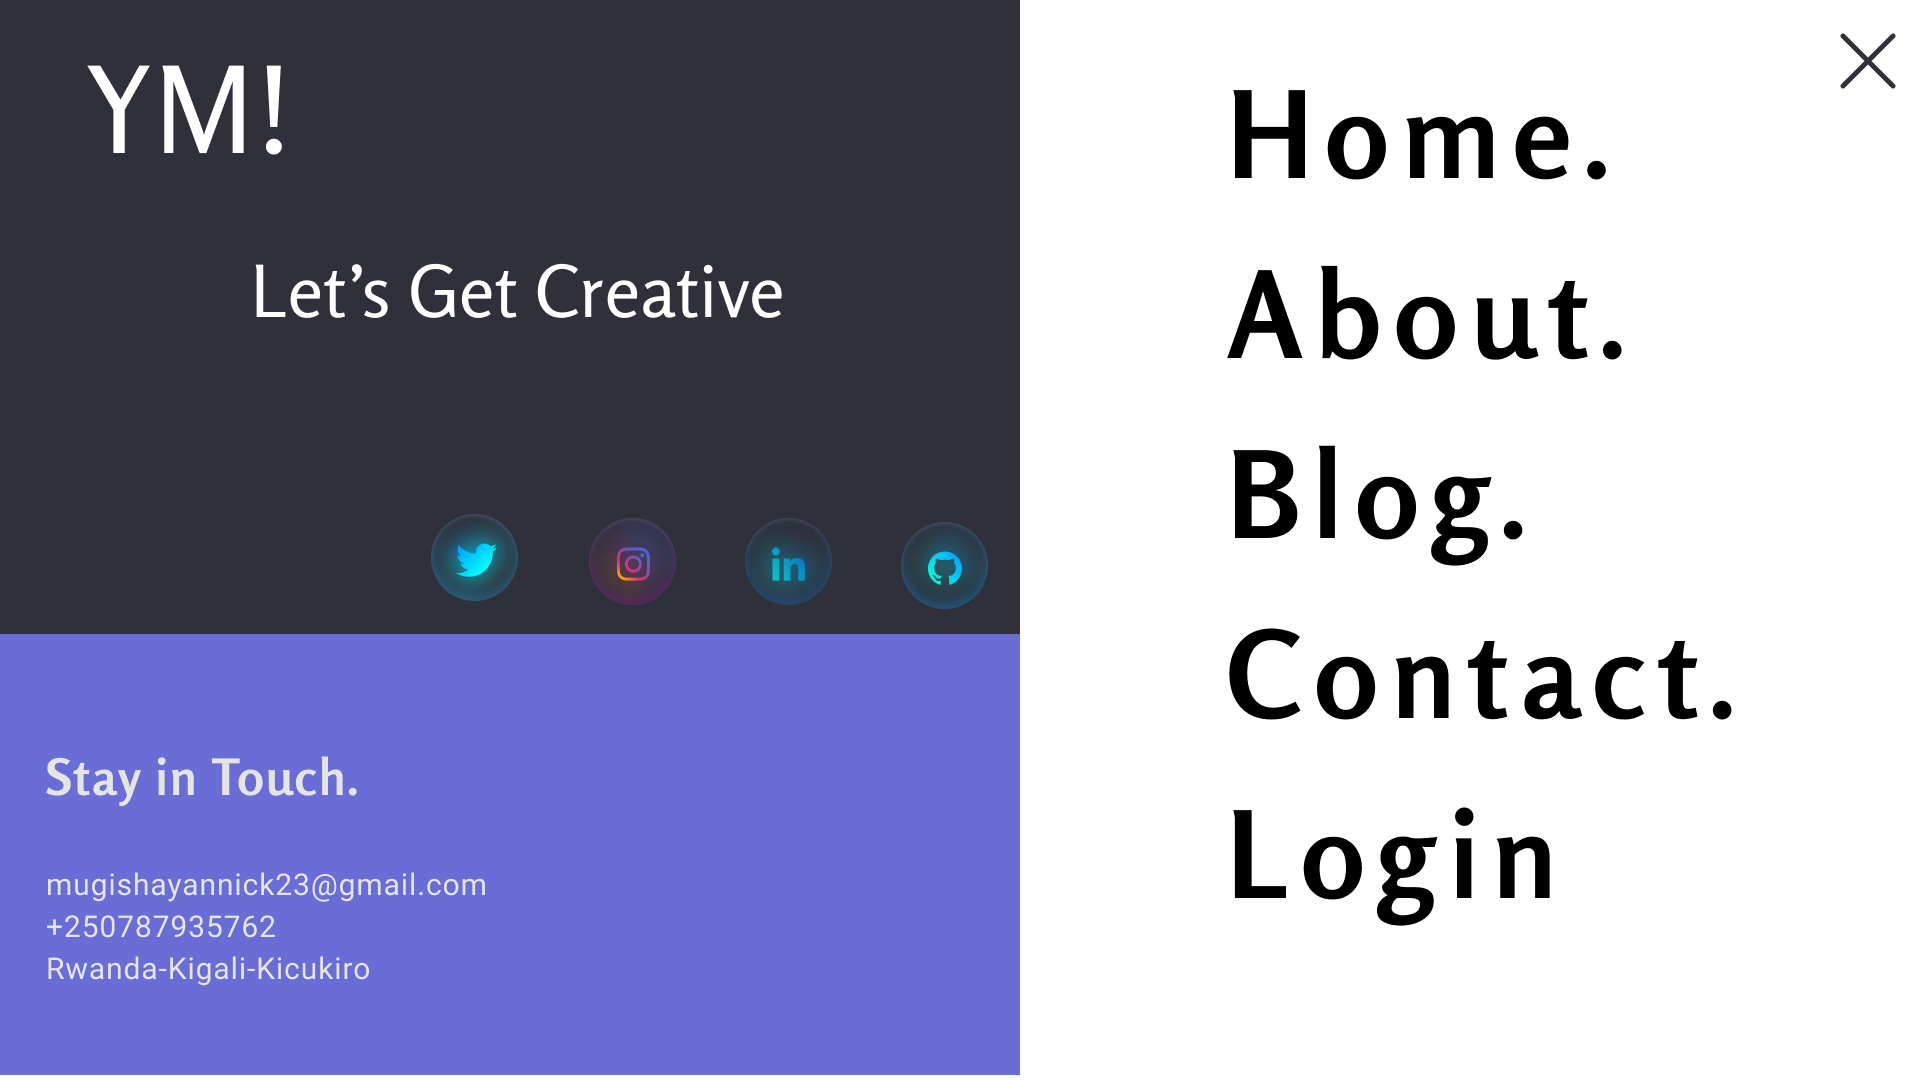 YM!
Let’s Get Creative
in
Stay in Touch.
mugishayannick23@gmail.com
+250787935762
Rwanda-Kigali-Kicukiro
Home.
About.
Blog.
Contact.
Login